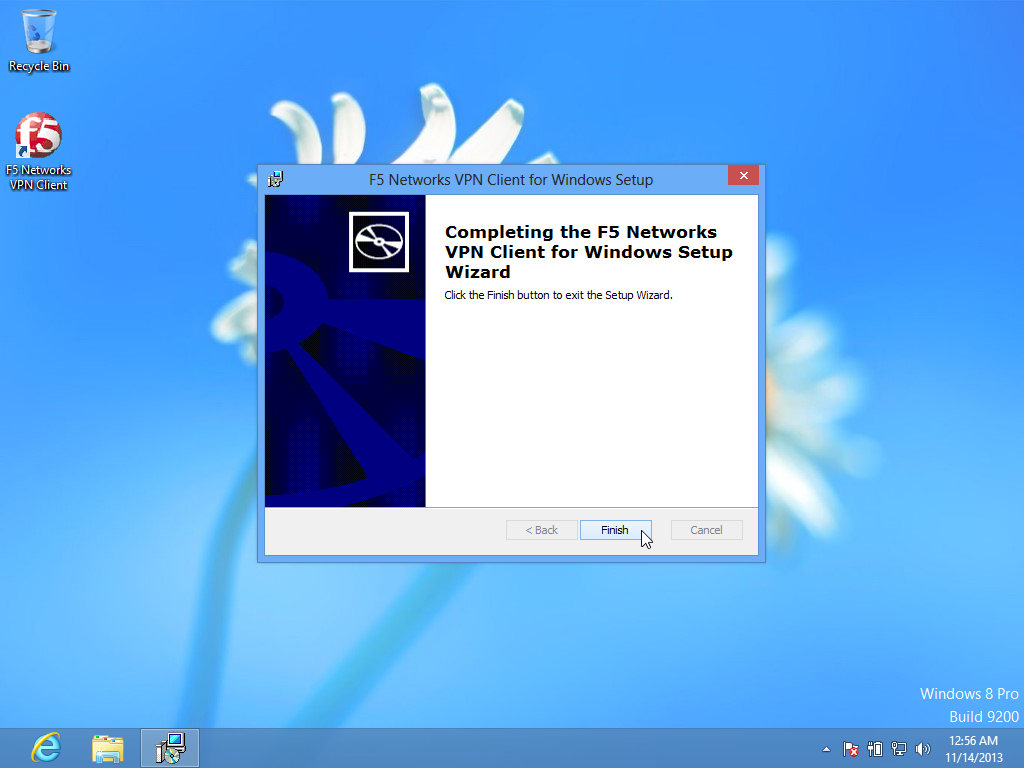 Recycle Bin
f5
F5 Networks
VPN Client
F5 Networks VPN Client for Windows Setup
Completing the F5 Networks
VPN Client for Windows Setup
Wizard
Click the Finish button to exit the Setup Wizard.
< Back
Finish
Cancel
Windows 8 Pro
Build 9200
12:56 AM
11/14/2013